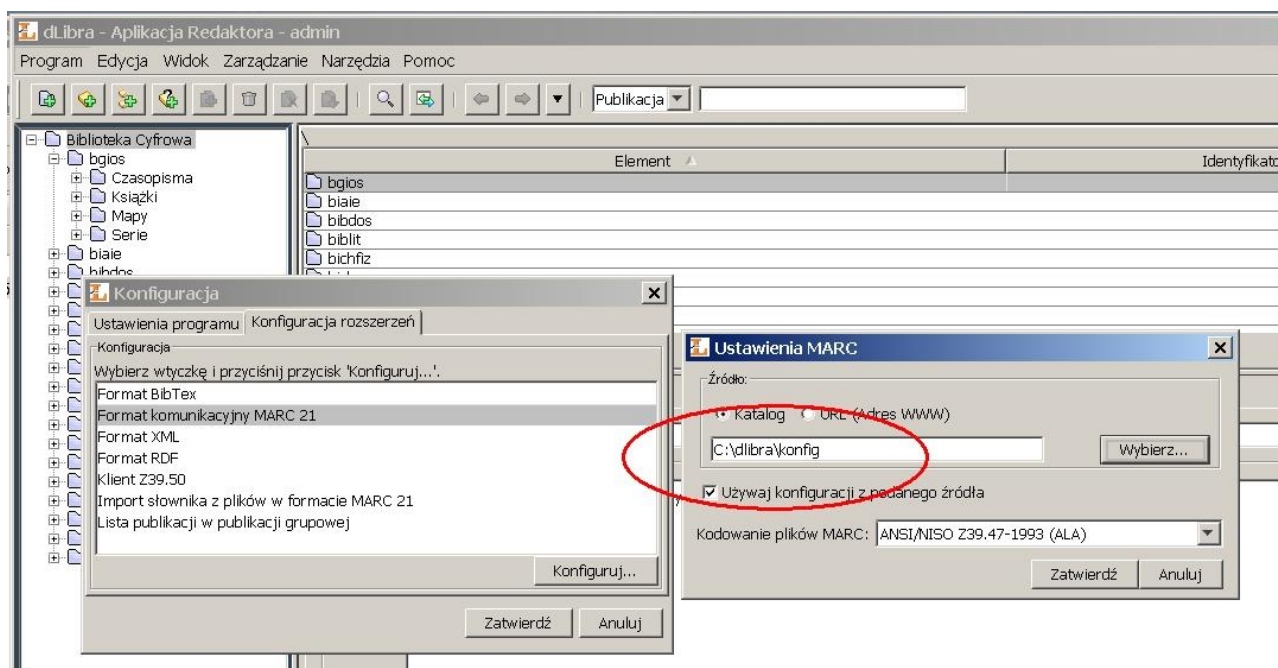 dLibra - Aplikacja Redaktora - admin
Program Edycja Widok Zarządzanie Narzędzia Pomoc
Publikacja
Biblioteka Cyfrowa
bgios
Czasopisma
Książki
Mapy
Serie
biaie
bibdos
\
Element Identyfikato
bgios
biaie
bibdos
biblit
bichfiz
Konfiguracja
Ustawienia programu Konfiguracja rozszerzeń
Konfiguracja
Wybierz wtyczkę i przyciśnij przycisk 'Konfiguruj...'.
Format BibTex
Format komunikacyjny MARC 21
Format XML
Format RDF
Klient Z39.50
Import słownika z plików w formacie MARC 21
Lista publikacji w publikacji grupowej
Konfiguruj...
Zatwierdź Anuluj
Ustawienia MARC
Źródło:
Katalog URL (Adres WWW)
C:\dlibra\konfig Wybierz...
Używaj konfiguracji z podanego źródła
Kodowanie plików MARC: ANSI/NISO Z39.47-1993 (ALA)
Zatwierdź Anuluj